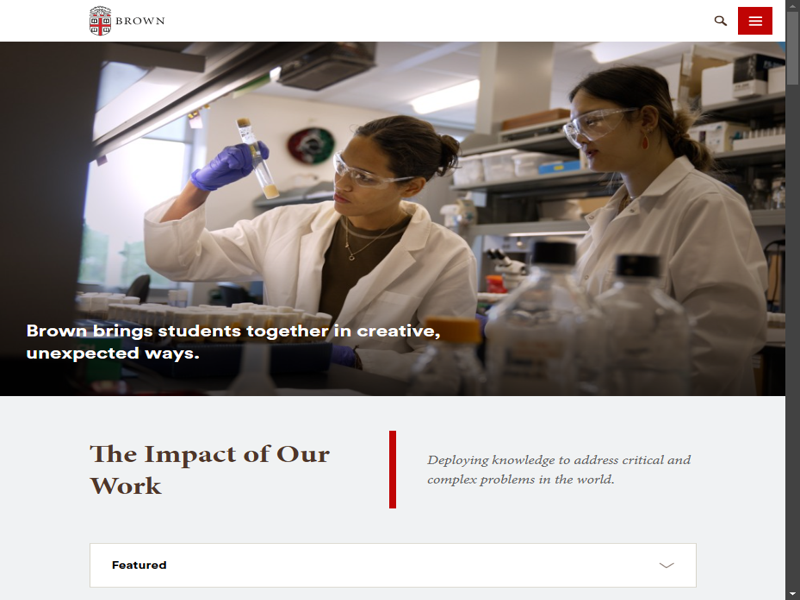 BROWN
Brown brings students together in creative,
unexpected ways.
The Impact of Our
Work
Deploying knowledge to address critical and
complex problems in the world.
Featured